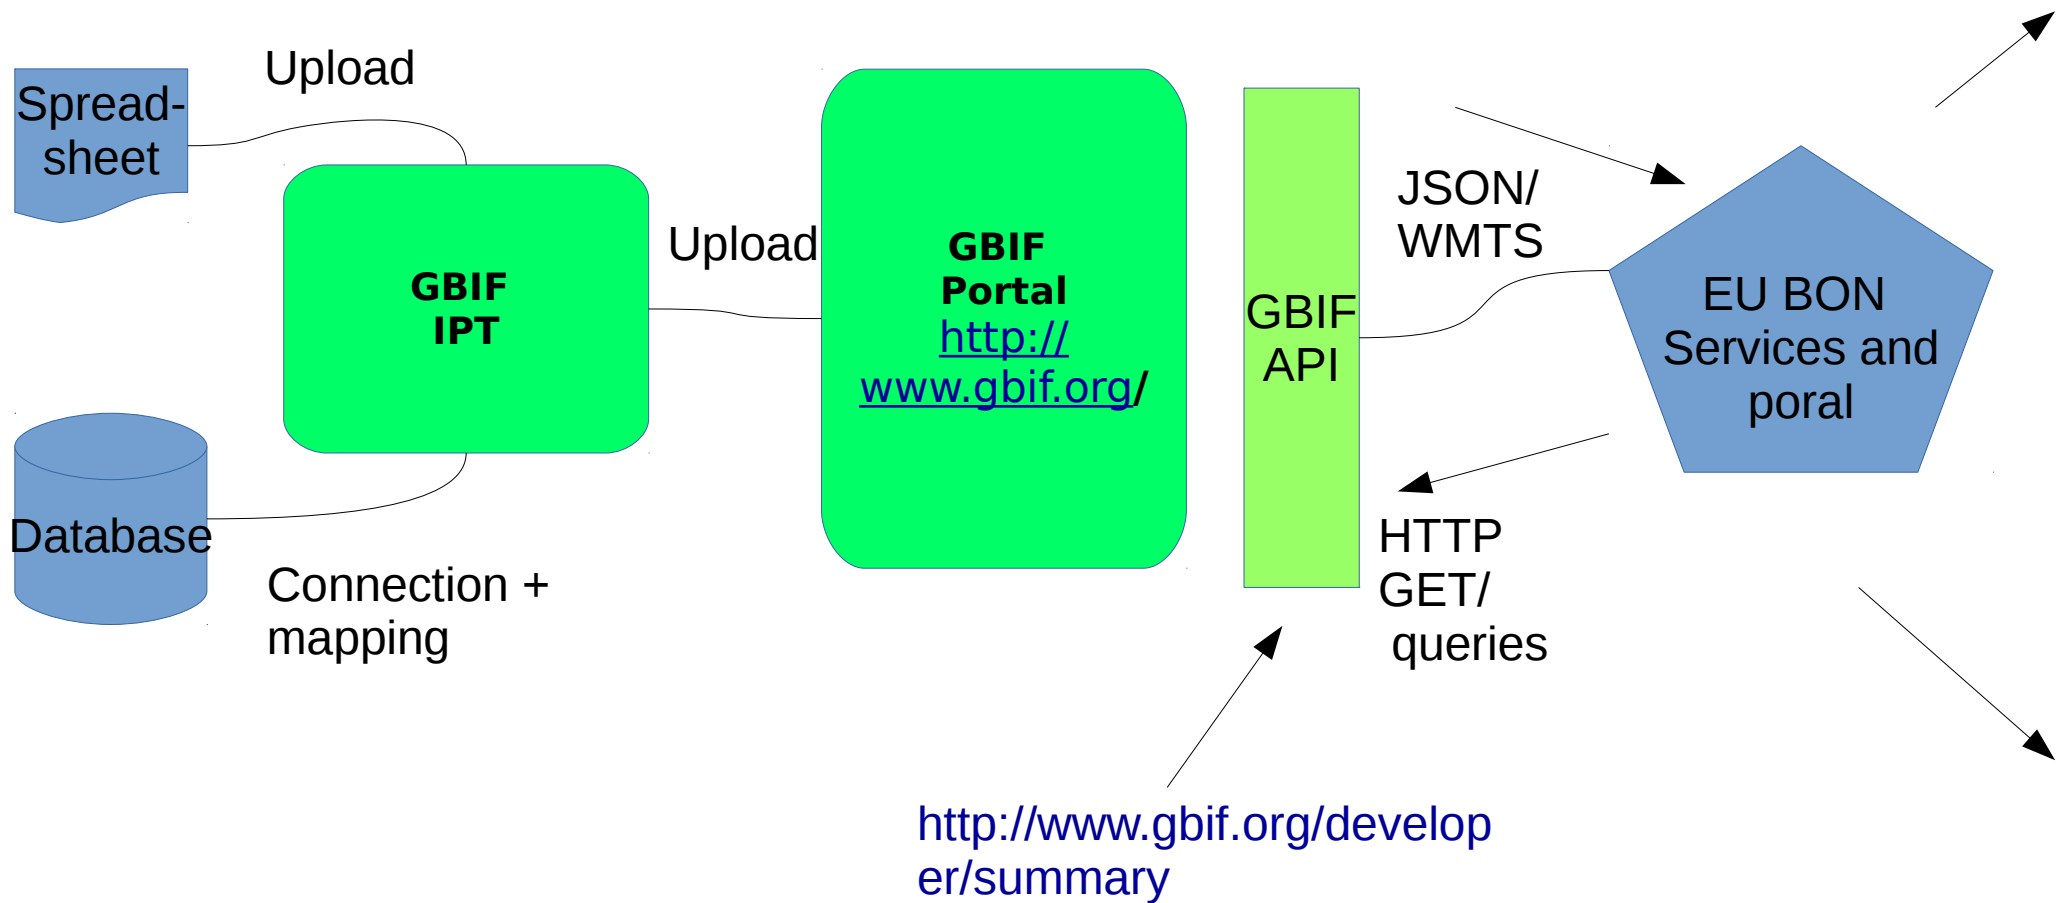 Upload
Spread-
sheet
GBIF
IPT
Database
Connection +
mapping
Upload
GBIF
Portal
http://
www.gbif.org/
GBIF
API
JSON/
WMTS
EU BON
Services and
poral
HTTP
GET/
queries
http://www.gbif.org/develop
er/summary